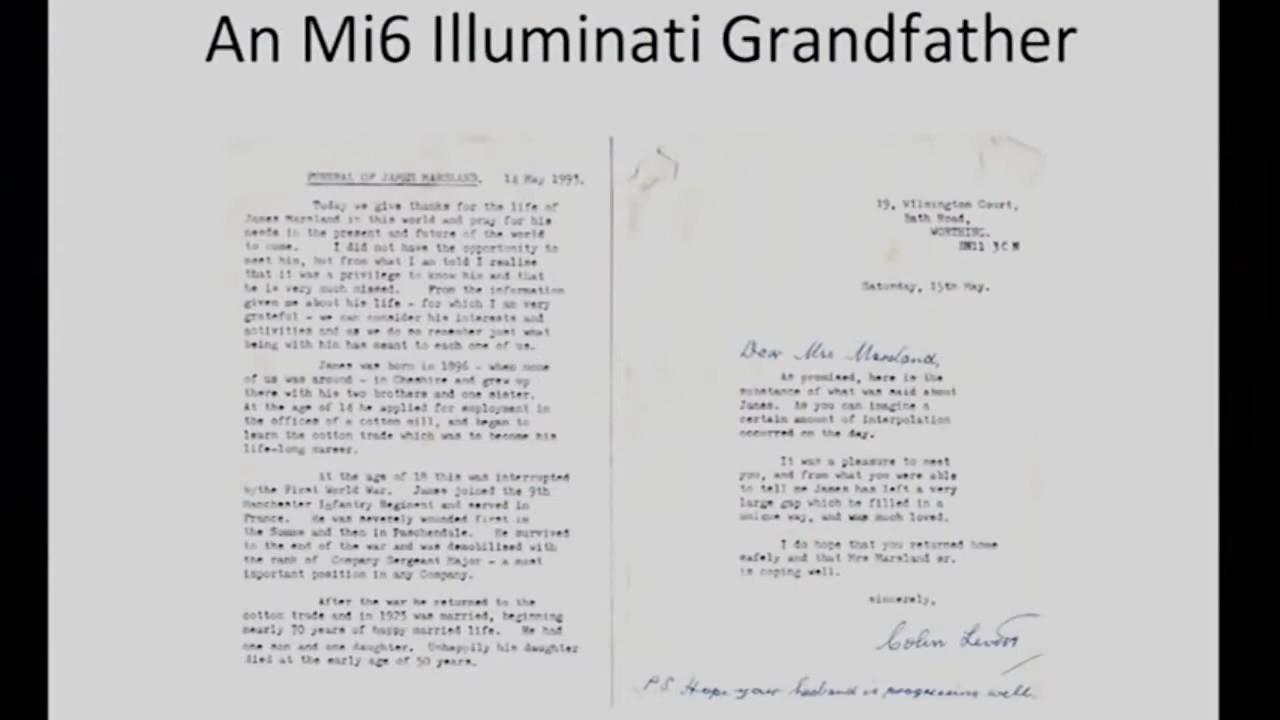 An Mi6 Illuminati Grandfather
FUNERAL OF JAMES MARSLAND. 14 May 1993.
Today we give thanks for the life of
James Marsland in this world and pray for his
needs in the present and future of the world
to come. I did not have the opportunity to
meet him, but from what I am told I realise
that it was a privilege to know him and that
he is very much missed. From the information
given me about his life - for which I am very
grateful - we can consider his interests and
activities and as we do so remember just what
being with him has meant to each one of us.
James was born in 1896 - when none
of us was around - in Cheshire and grew up
there with his two brothers and one sister.
At the age of 14 he applied for employment in
the offices of a cotton mill, and began to
learn the cotton trade which was to become his
life-long career.
At the age of 18 this was interrupted
bythe First World War. James joined the 9th
Manchester Infantry Regiment and served in
France. He was severely wounded first in
the Somme and then in Paschendale. He survived
to the end of the war and was demobilised with
the rank of Company Sergeant Major - a most
important position in any Company.
After the war he returned to the
cotton trade and in 1923 was married, beginning
nearly 70 years of happy married life. He had
one son and one daughter. Unhappily his daughter
died at the early age of 50 years.
19, Wilmington Court,
Bath Road,
WORTHING.
BN11 3CN
Saturday, 15th May.
Dear Mrs Marsland,
As promised, here is the
substance of what was said about
James. As you can imagine a
certain amount of interpolation
occurred on the day.
It was a pleasure to meet
you, and from what you were able
to tell me James has left a very
large gap which he filled in a
unique way, and was much loved.
I do hope that you returned home
safely and that Mrs Marsland sr.
is coping well.
sincerely,
Colin
PS Hope your husband is progressing well.